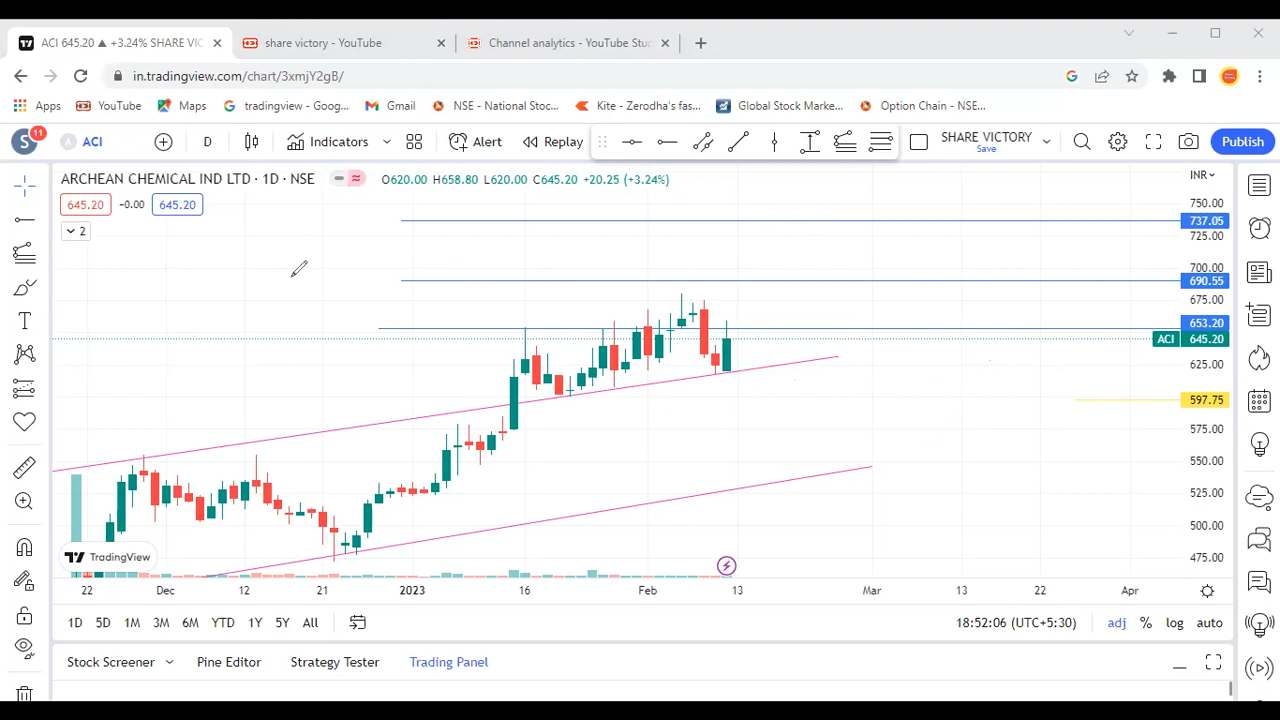 ACI 645.20 ▲ +3.24% SHARE VIC
share victory - YouTube
Channel analytics - YouTube Stu
in.tradingview.com/chart/3xmjY2gB/
Apps YouTube Maps tradingview - Goog... Gmail NSE - National Stoc... Kite - Zerodha's fas... Global Stock Marke... Option Chain - NSE...
S 11 ACI D Indicators Alert Replay SHARE VICTORY Save Publish
ARCHEAN CHEMICAL IND LTD · 1D · NSE O620.00 H658.80 L620.00 C645.20 +20.25 (+3.24%) INR
645.20 −0.00 645.20
2
750.00
737.05
725.00
700.00
690.55
675.00
653.20
ACI 645.20
625.00
597.75
575.00
550.00
525.00
500.00
475.00
TradingView
22 Dec 12 21 2023 16 Feb 13 Mar 13 22 Apr
1D 5D 1M 3M 6M YTD 1Y 5Y All 18:52:06 (UTC+5:30) adj % log auto
Stock Screener Pine Editor Strategy Tester Trading Panel